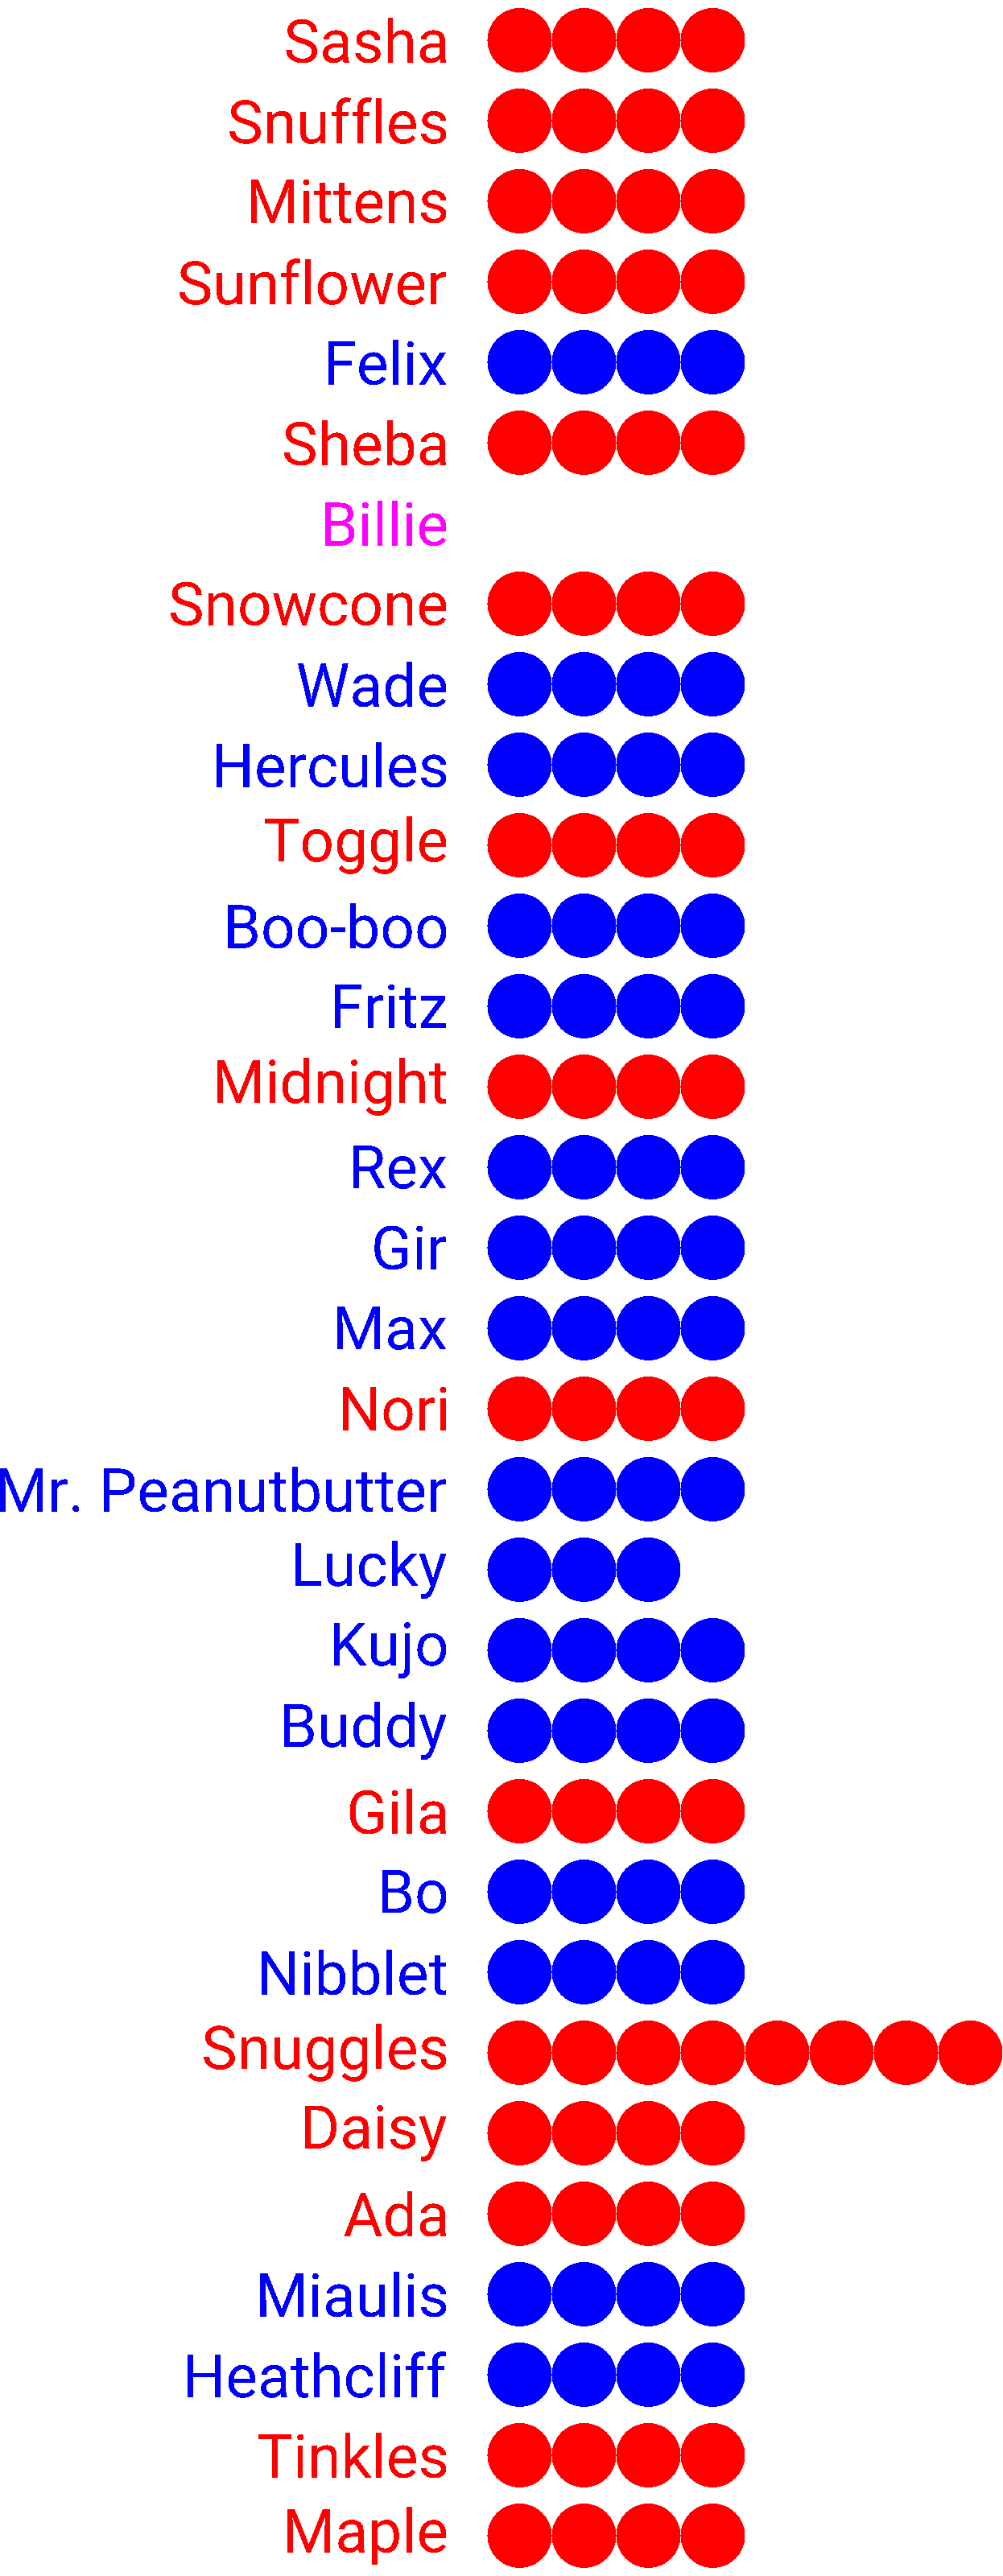 Sasha
Snuffles
Mittens
Sunflower
Felix
Sheba
Billie
Snowcone
Wade
Hercules
Toggle
Boo-boo
Fritz
Midnight
Rex
Gir
Max
Nori
Mr. Peanutbutter
Lucky
Kujo
Buddy
Gila
Bo
Nibblet
Snuggles
Daisy
Ada
Miaulis
Heathcliff
Tinkles
Maple